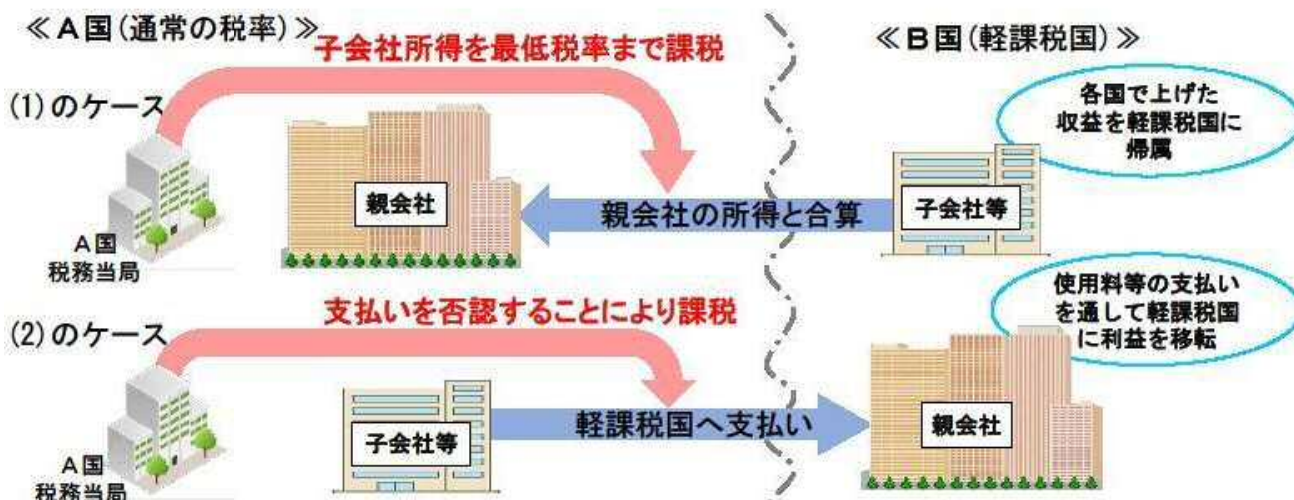 ≪A国(通常の税率)≫
≪B国(軽課税国)≫
子会社所得を最低税率まで課税
(1)のケース
各国で上げた
収益を軽課税国に
帰属
親会社
親会社の所得と合算
子会社等
A国
税務当局
支払いを否認することにより課税
使用料等の支払い
を通して軽課税国
に利益を移転
(2)のケース
子会社等
軽課税国へ支払い
親会社
A国
税務当局